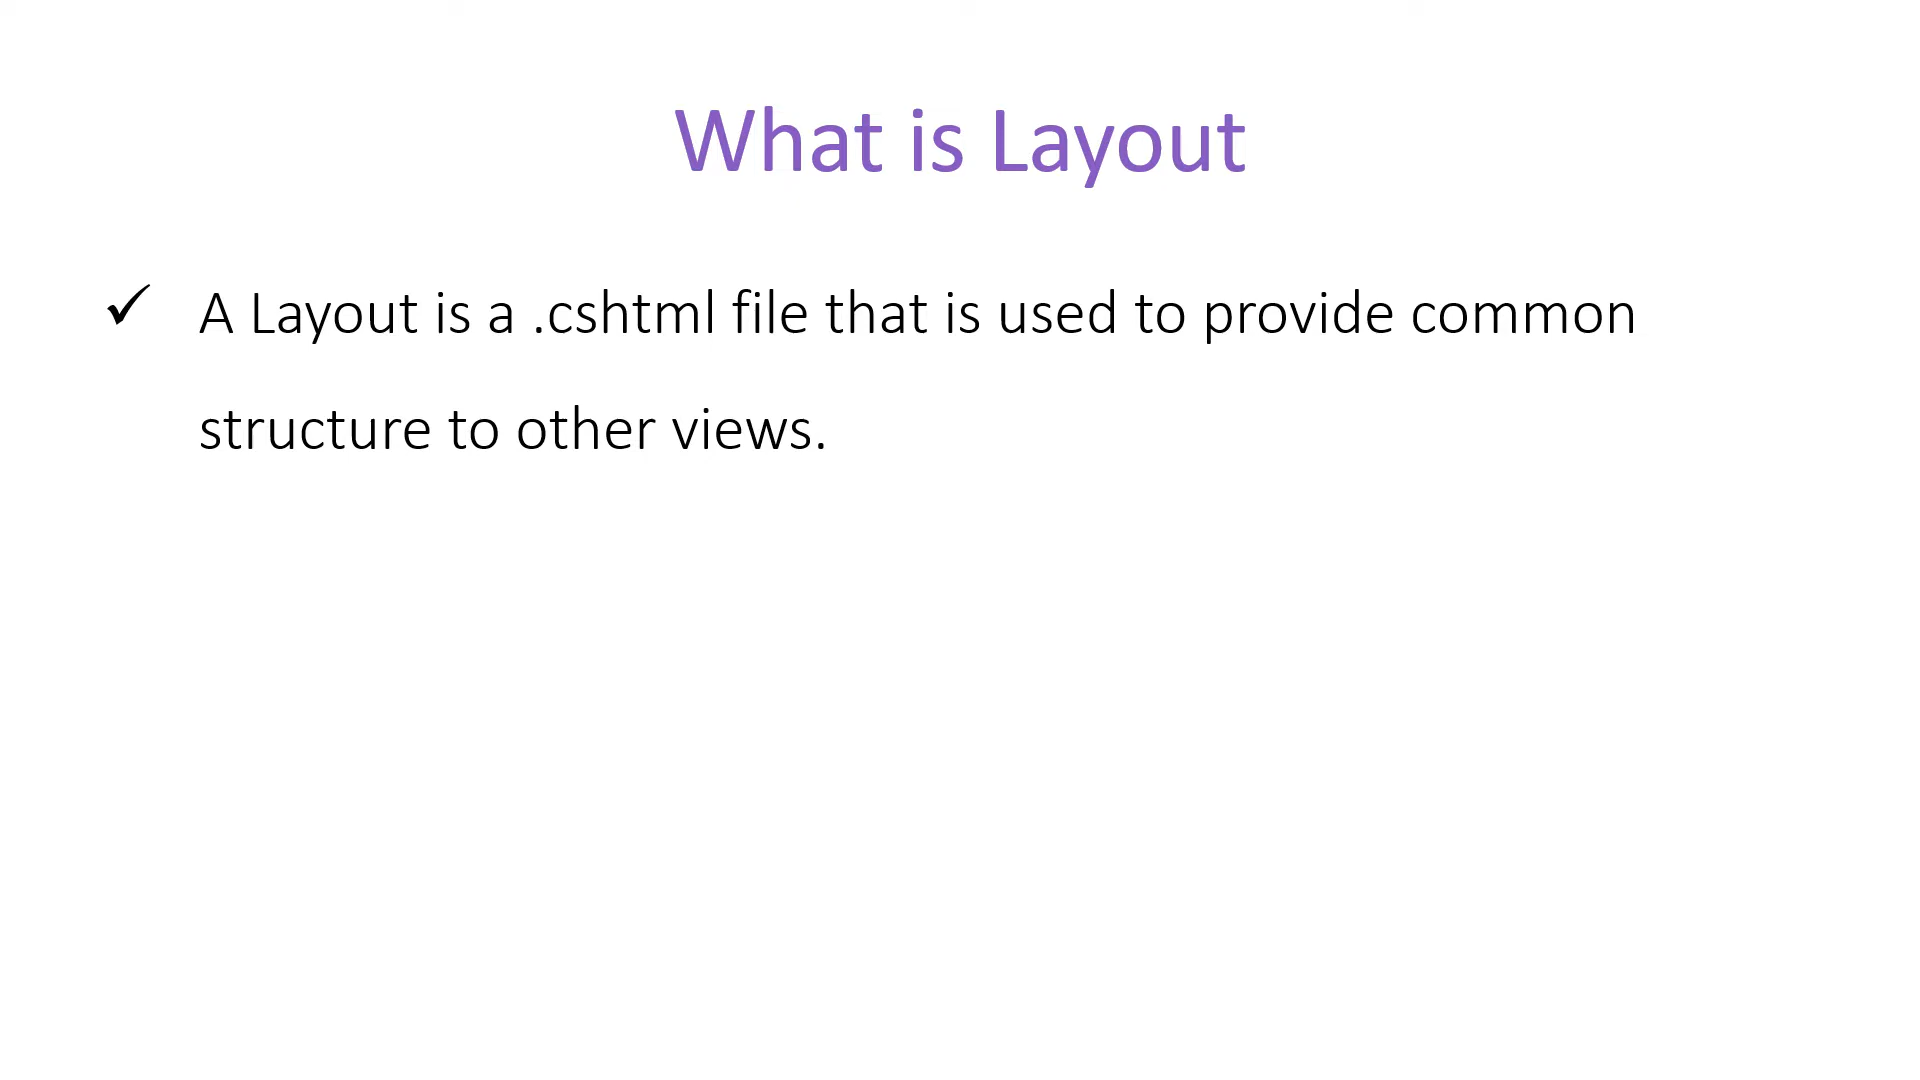 What is Layout
✓ A Layout is a .cshtml file that is used to provide common
structure to other views.